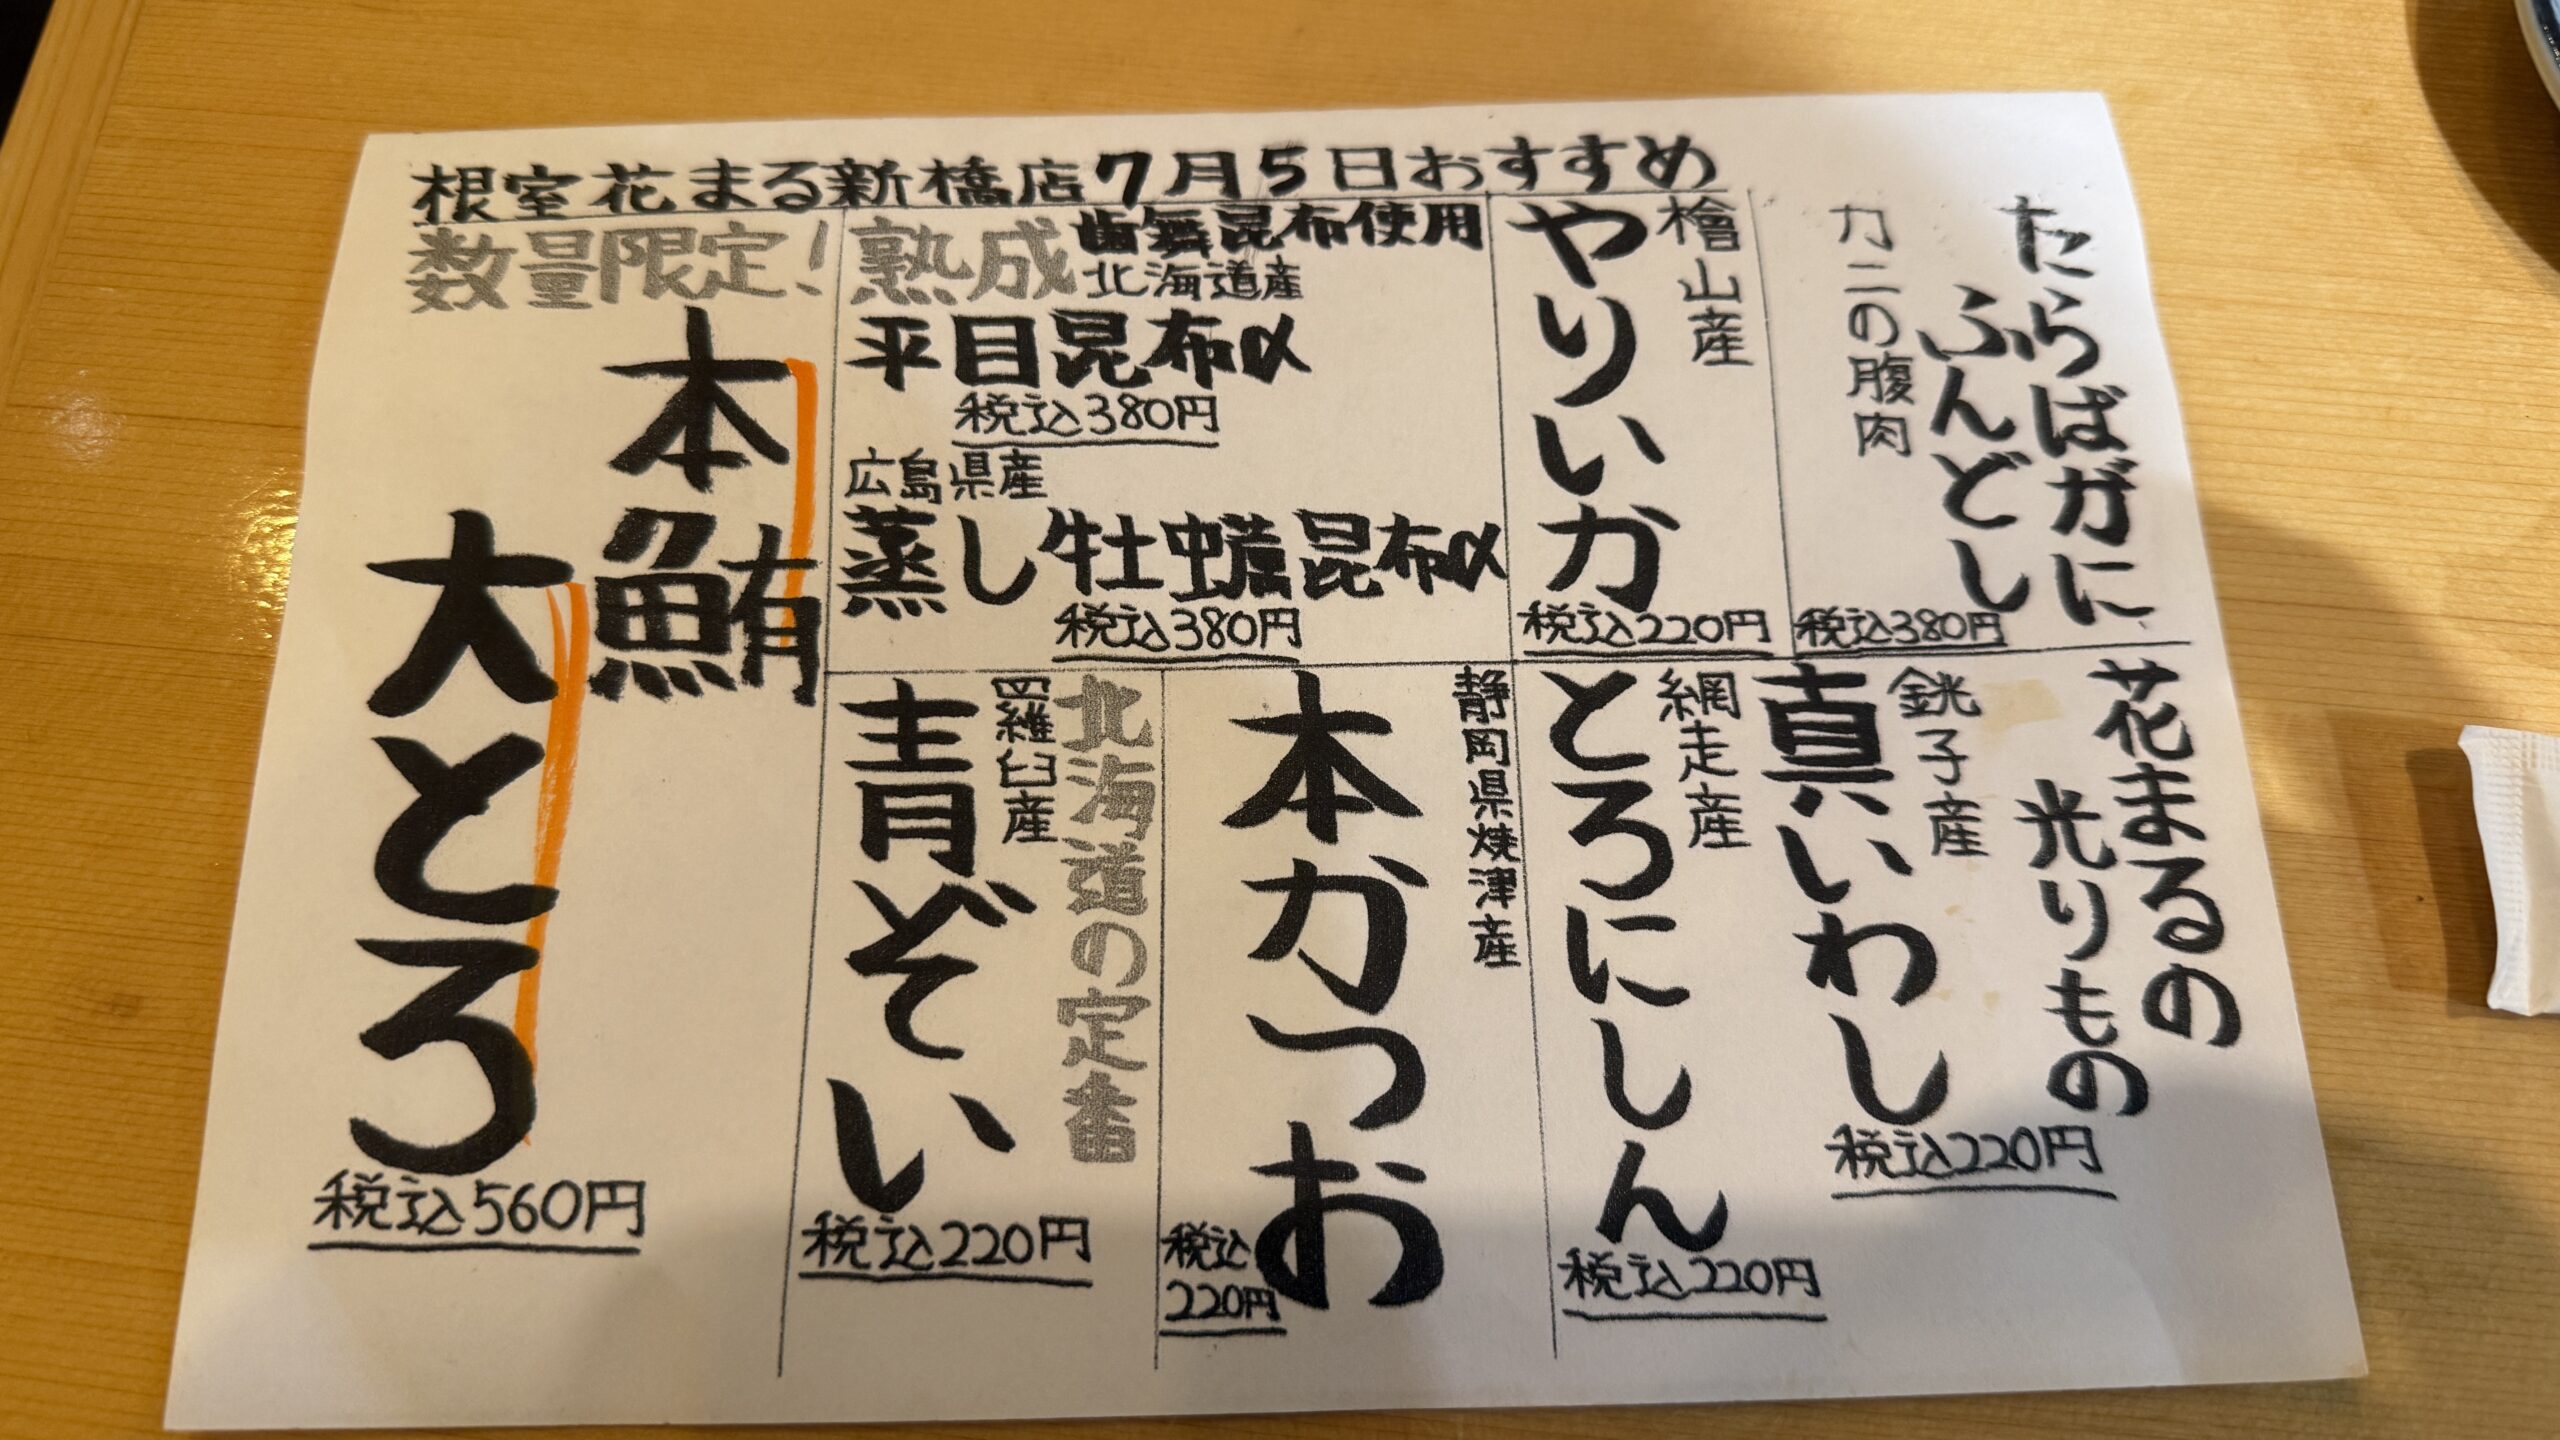 根室花まる新橋店7月5日おすすめ
たらばガに
ふんどし
カニの腹肉
税込380円
檜山産
やりいか
税込220円
熟成
歯舞昆布使用
北海道産
平目昆布〆
税込380円
広島県産
蒸し牡蠣昆布〆
税込380円
数量限定!
本鮪
大とろ
税込560円
花まるの
光りもの
銚子産
真いわし
税込220円
網走産
とろにしん
税込220円
静岡県焼津産
本かつお
税込
220円
北海道の定番
羅臼産
青ぞい
税込220円